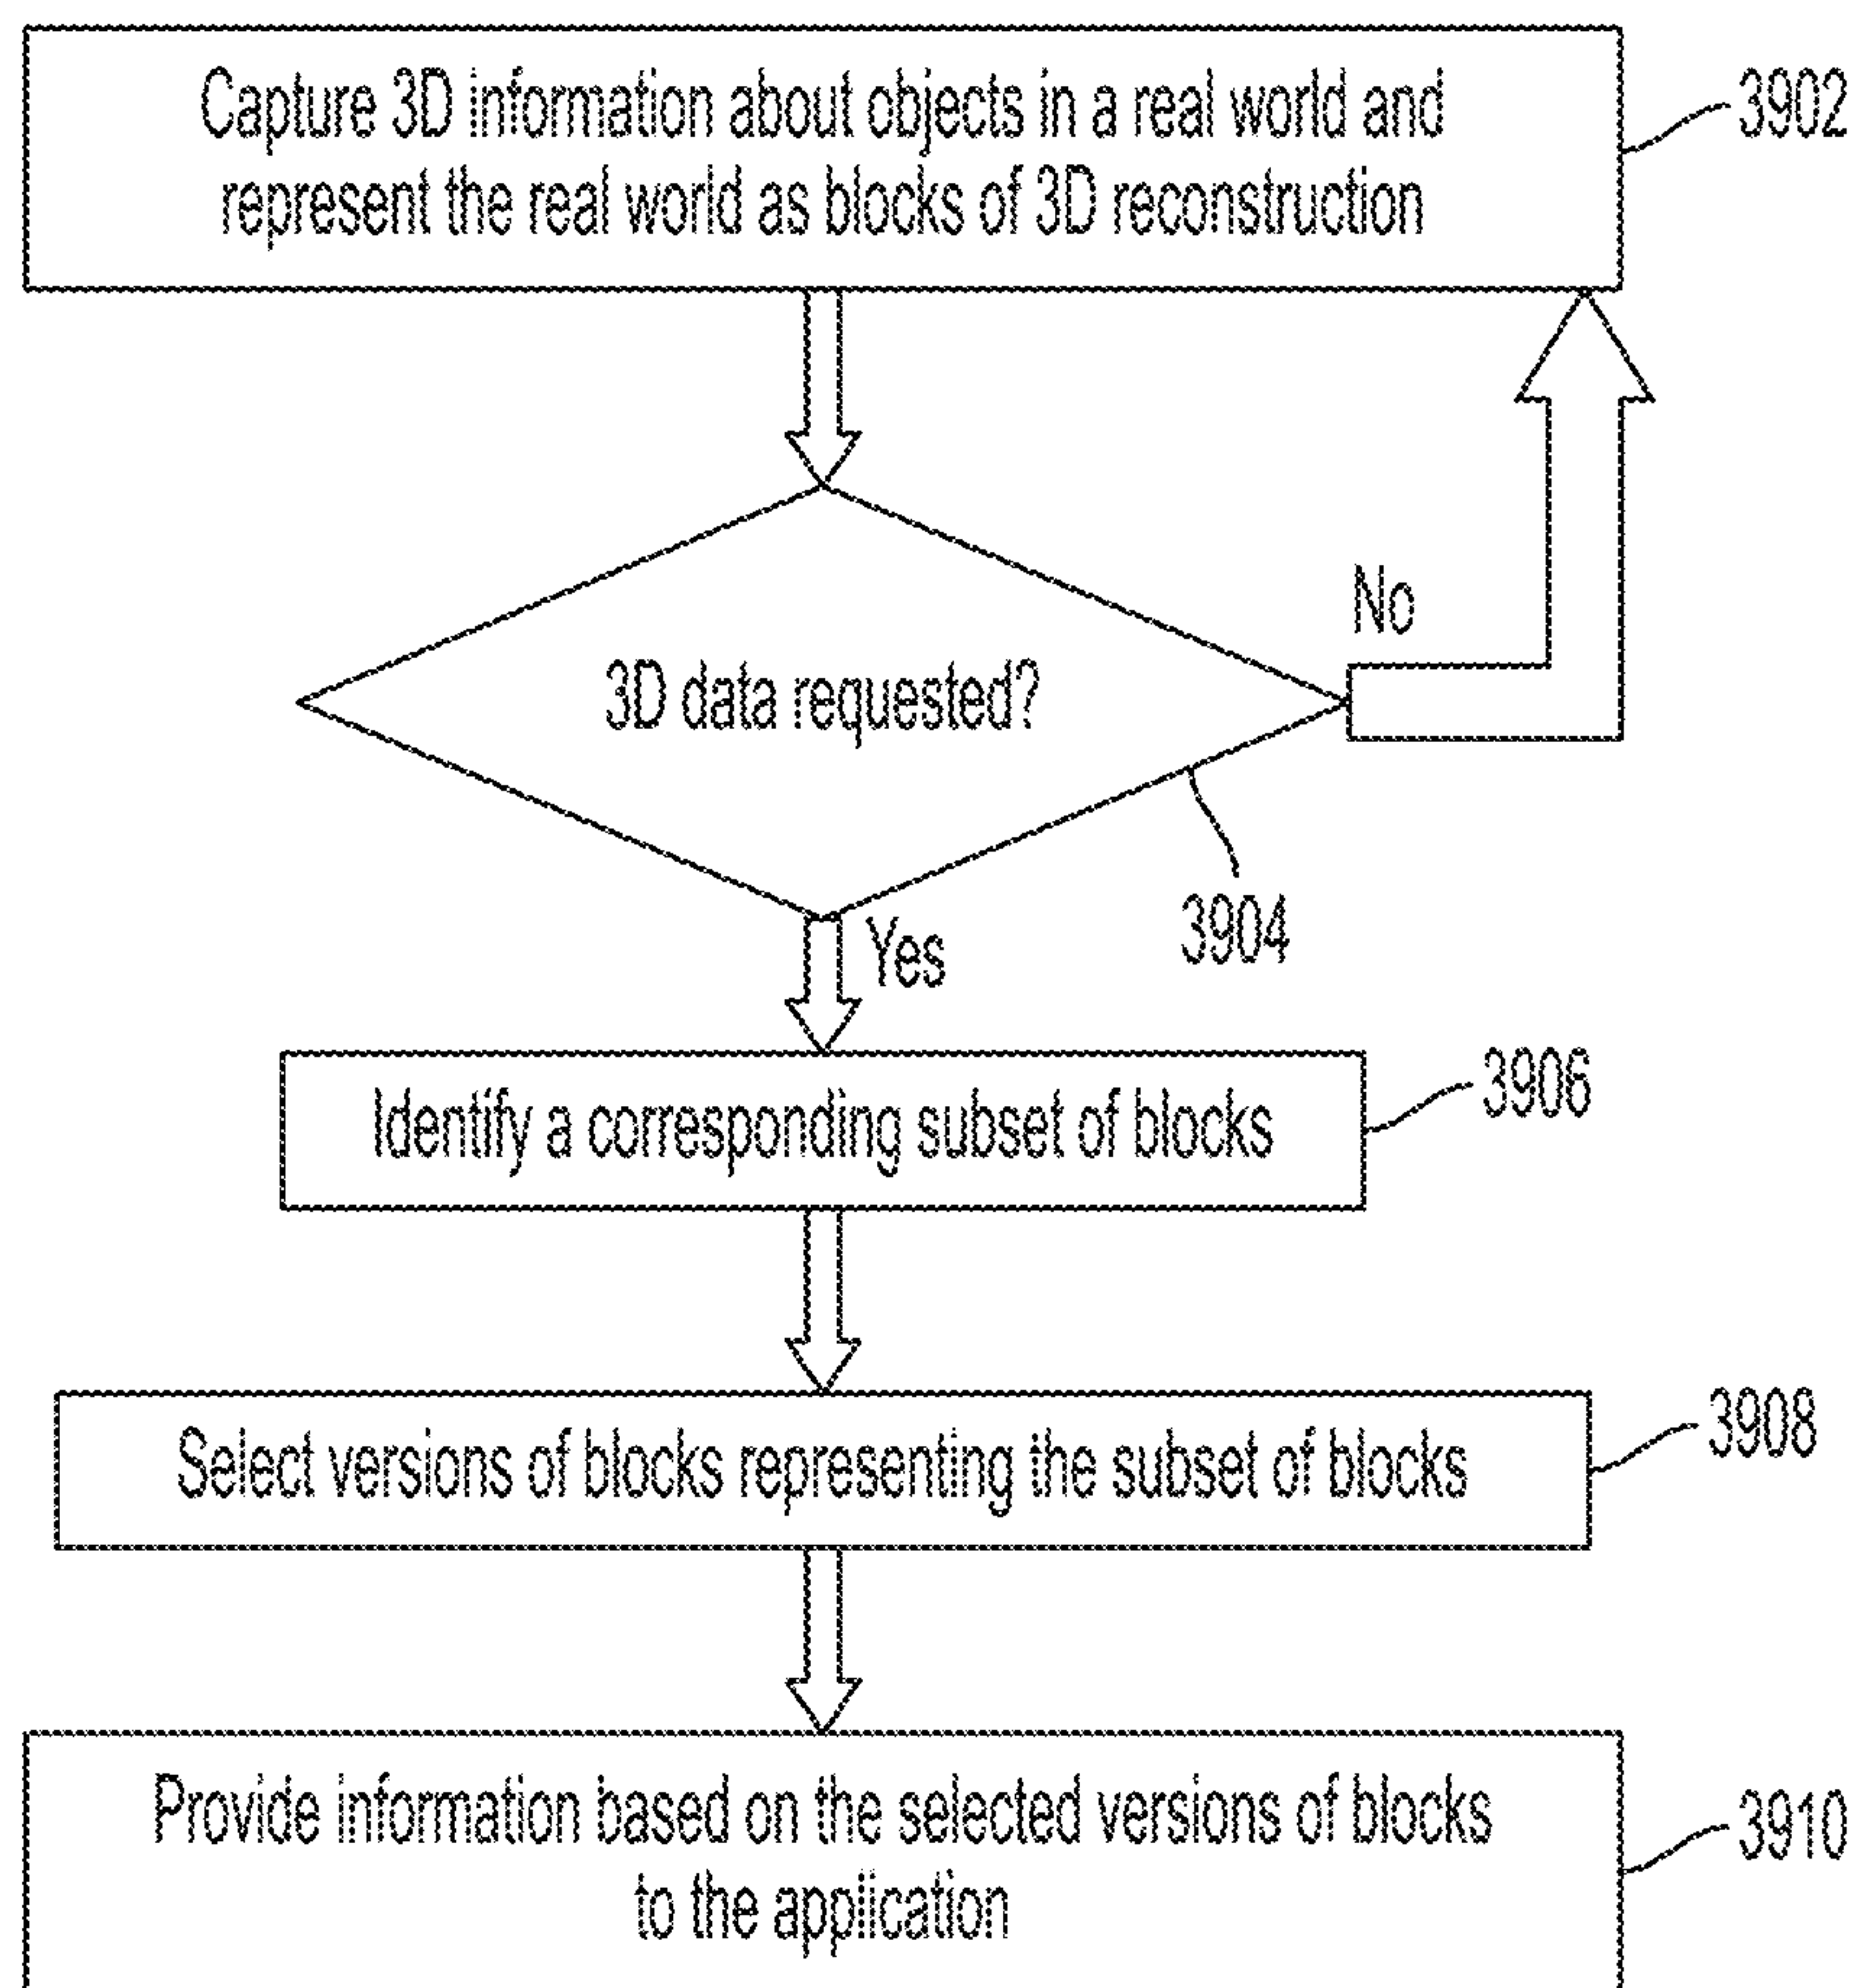 Capture 3D information about objects in a real world and
represent the real world as blocks of 3D reconstruction
3902
3D data requested?
No
3904
Yes
Identify a corresponding subset of blocks
3906
Select versions of blocks representing the subset of blocks
3908
Provide information based on the selected versions of blocks
to the application
3910